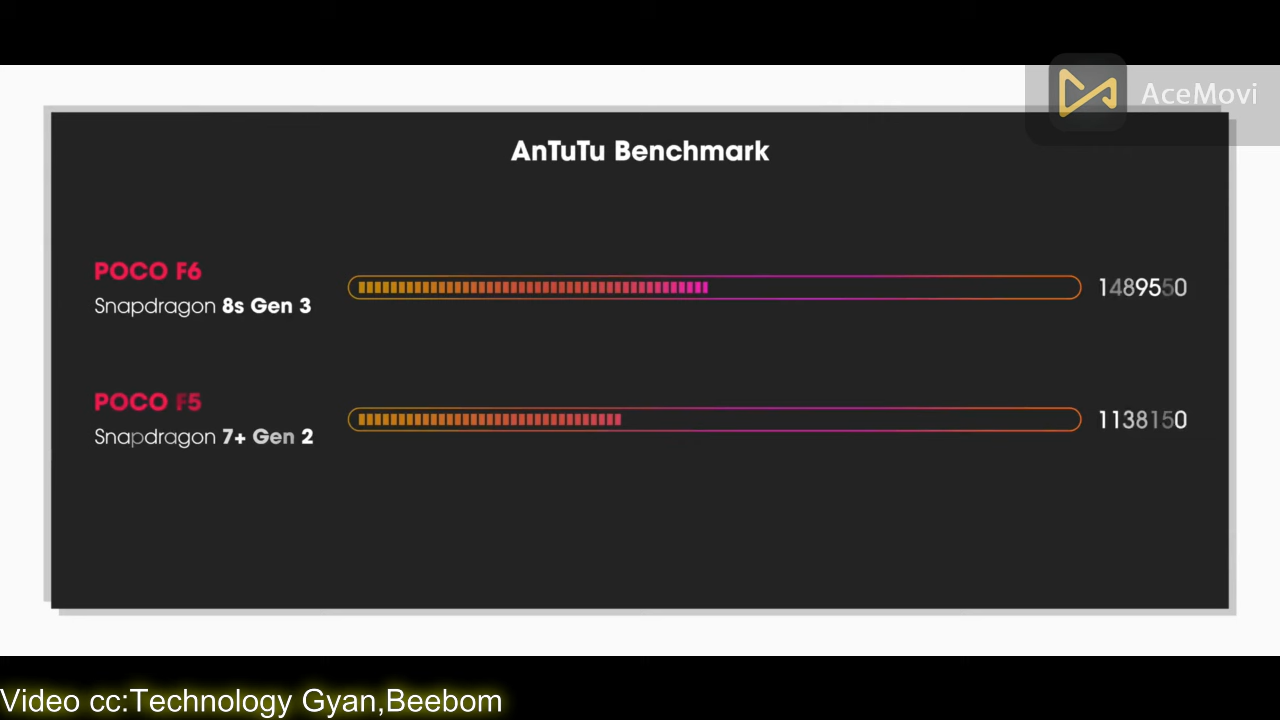 AceMovi
AnTuTu Benchmark
POCO F6
Snapdragon 8s Gen 3
1489550
POCO F5
Snapdragon 7+ Gen 2
1138150
Video cc:Technology Gyan,Beebom